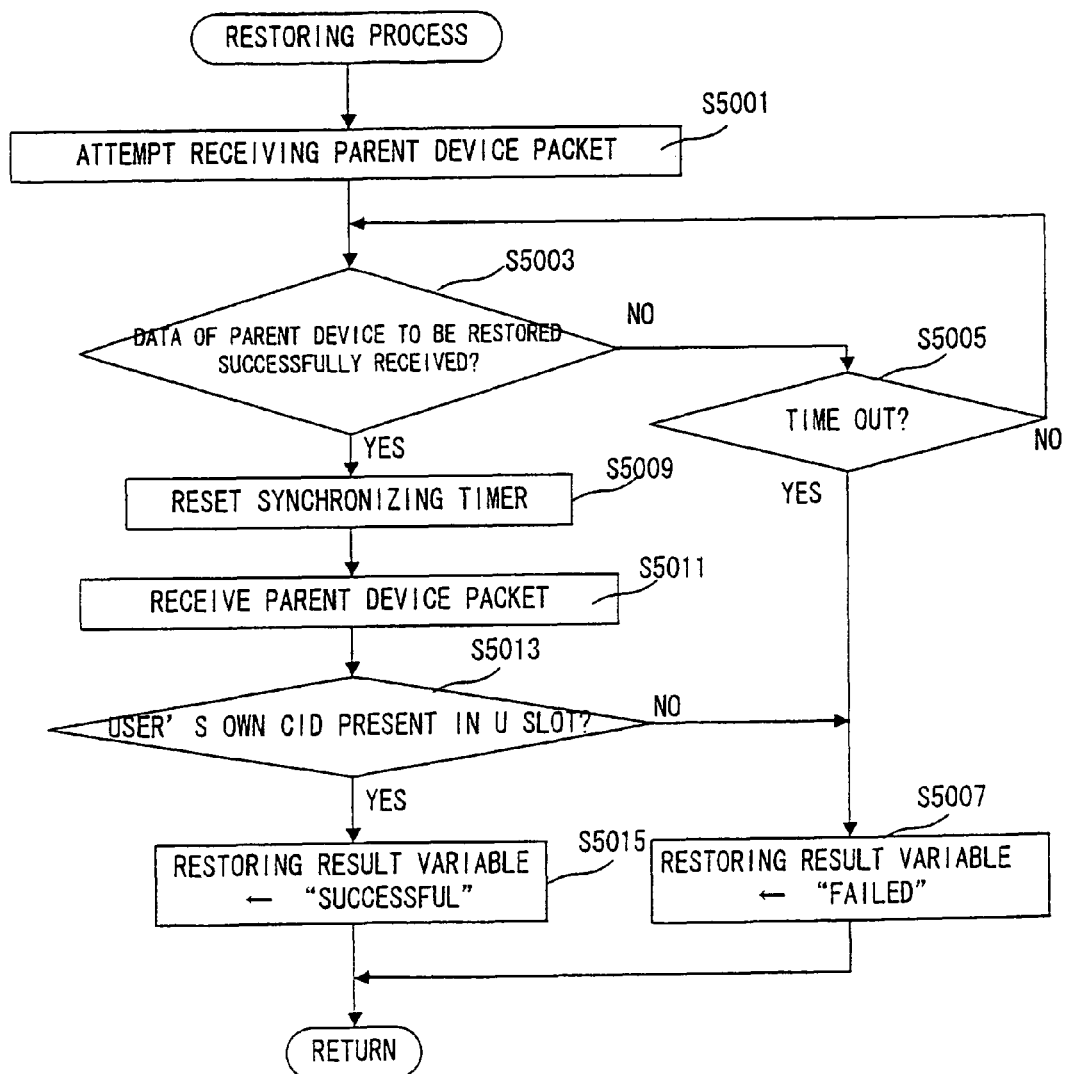 RESTORING PROCESS
S5001
ATTEMPT RECEIVING PARENT DEVICE PACKET
S5003
DATA OF PARENT DEVICE TO BE RESTORED
SUCCESSFULLY RECEIVED?
NO
S5005
TIME OUT?
NO
YES
YES
S5009
RESET SYNCHRONIZING TIMER
S5011
RECEIVE PARENT DEVICE PACKET
S5013
USER'S OWN CID PRESENT IN U SLOT?
NO
YES
S5015
RESTORING RESULT VARIABLE
← “SUCCESSFUL”
S5007
RESTORING RESULT VARIABLE
← “FAILED”
RETURN